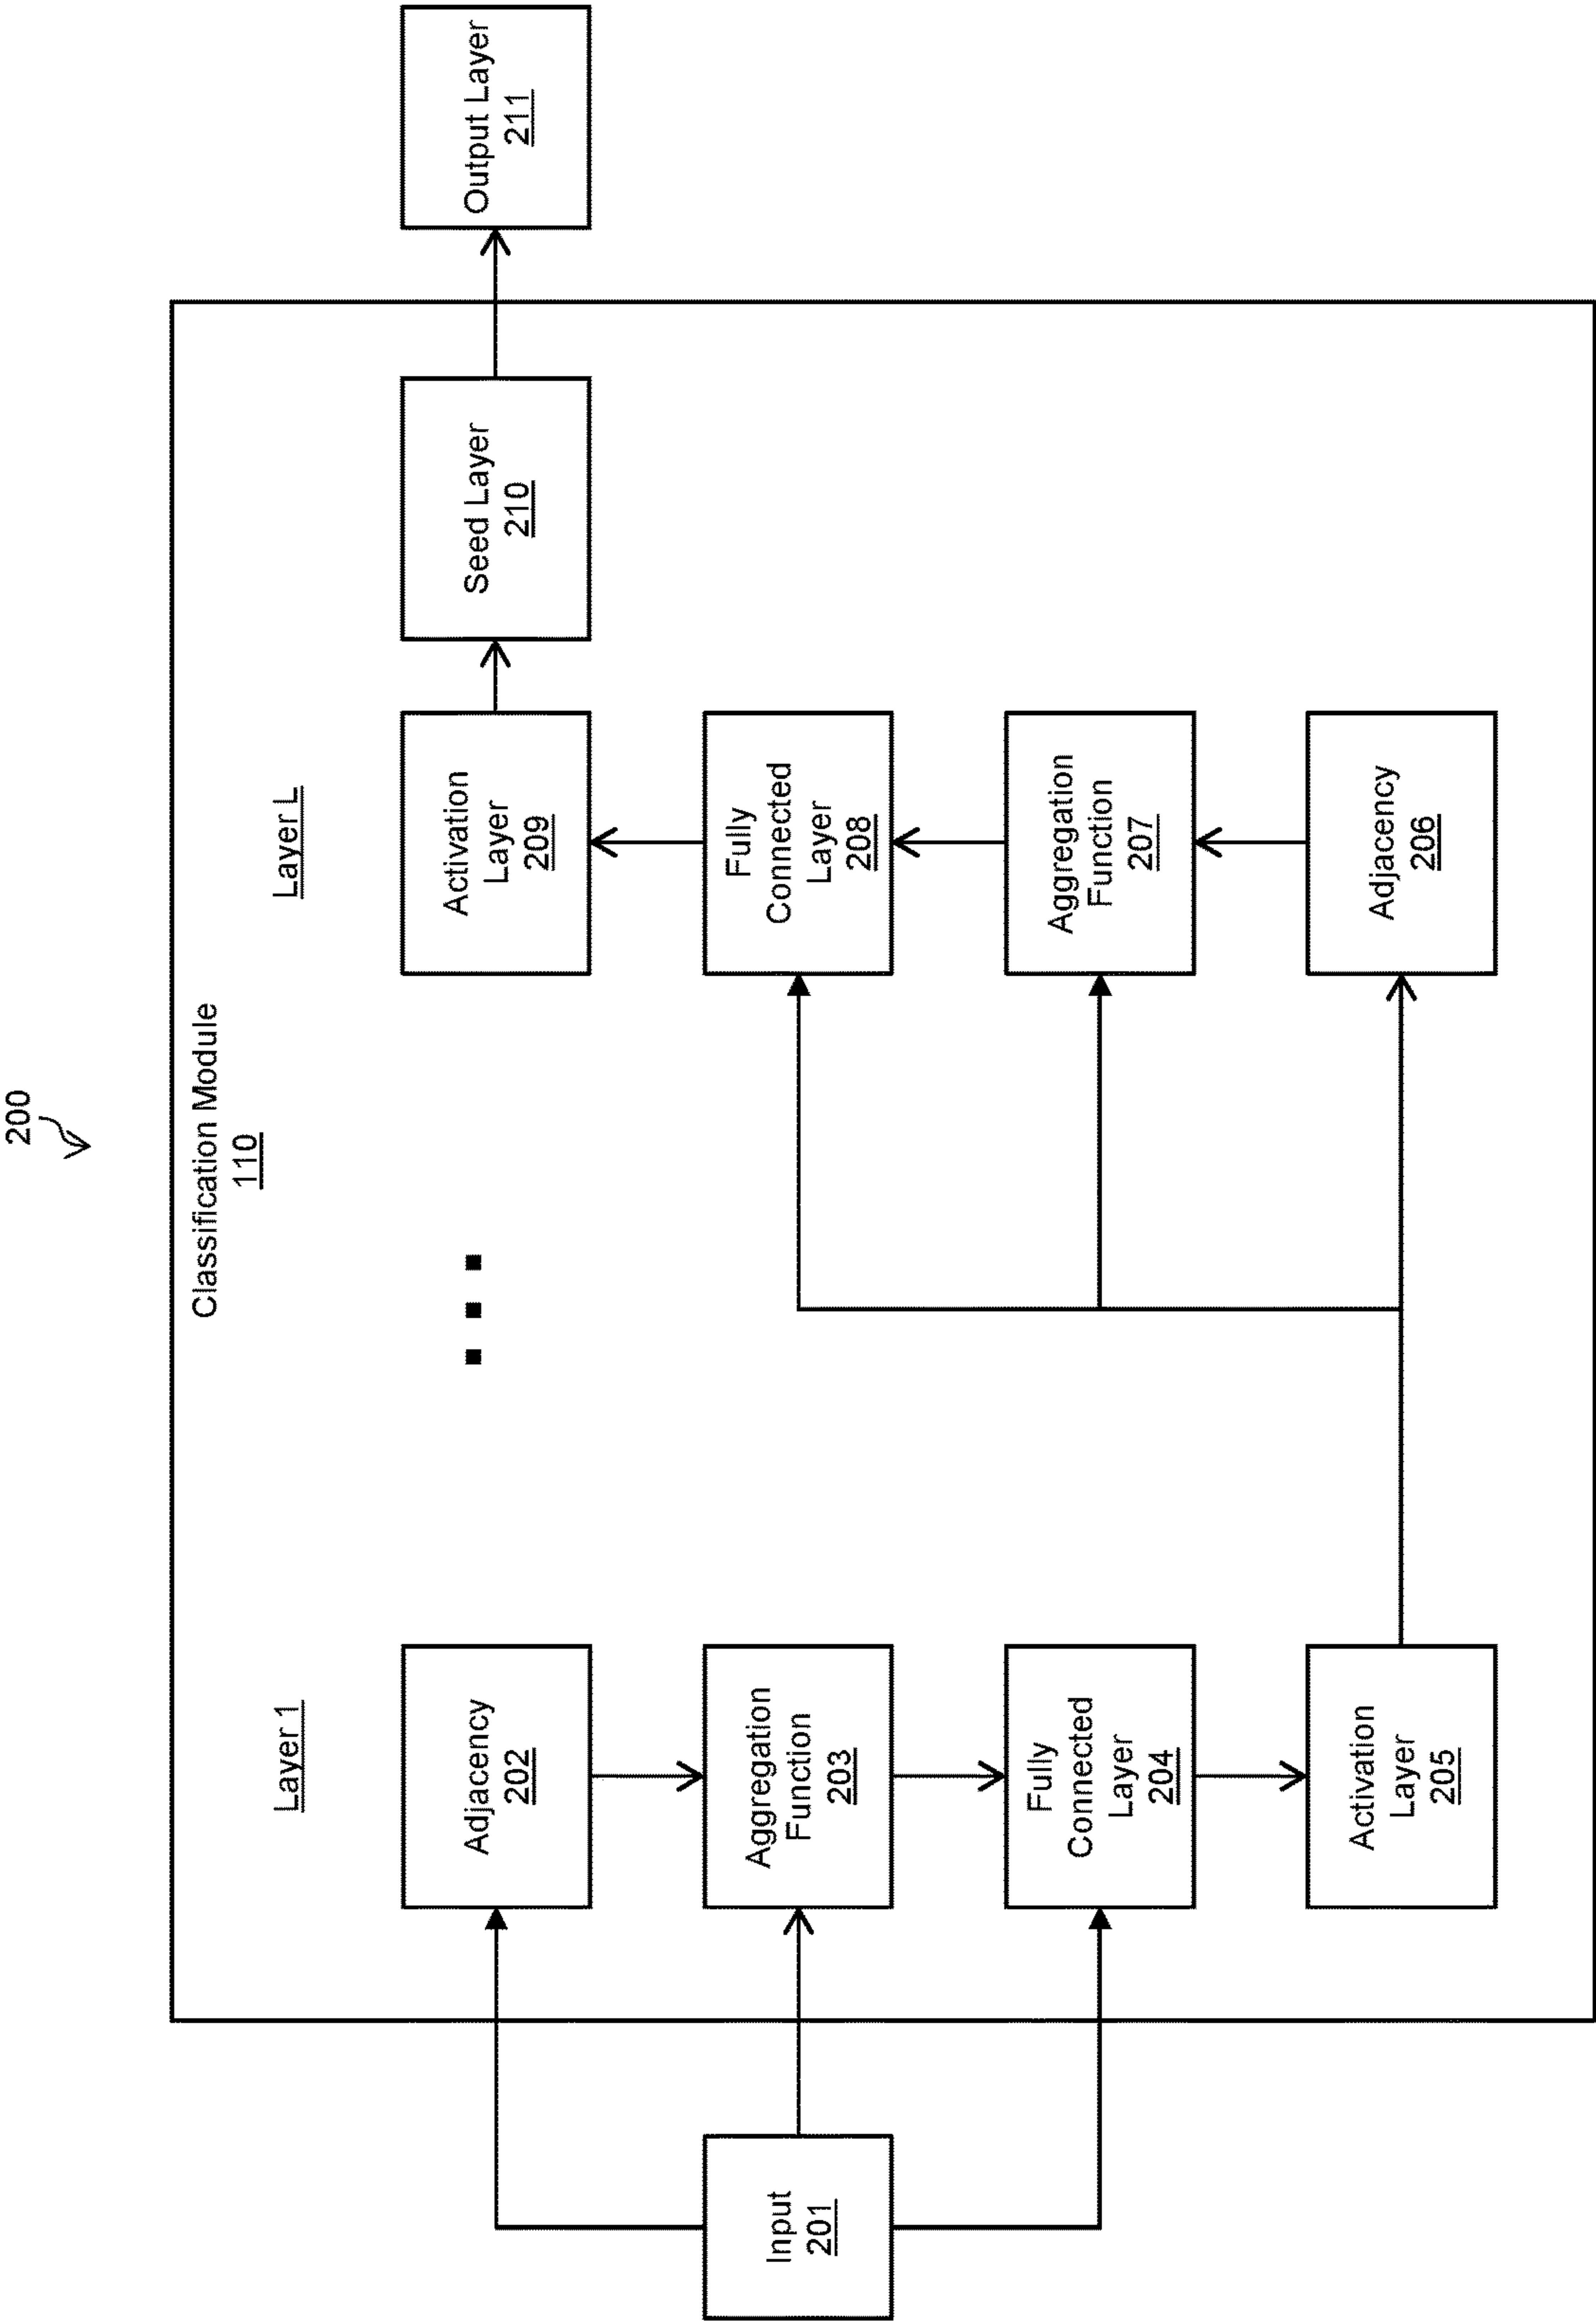 200
Classification Module
110
Layer 1
Layer L
Input
201
Adjacency
202
Aggregation
Function
203
Fully
Connected
Layer
204
Activation
Layer
205
Activation
Layer
209
Fully
Connected
Layer
208
Aggregation
Function
207
Adjacency
206
Seed Layer
210
Output Layer
211